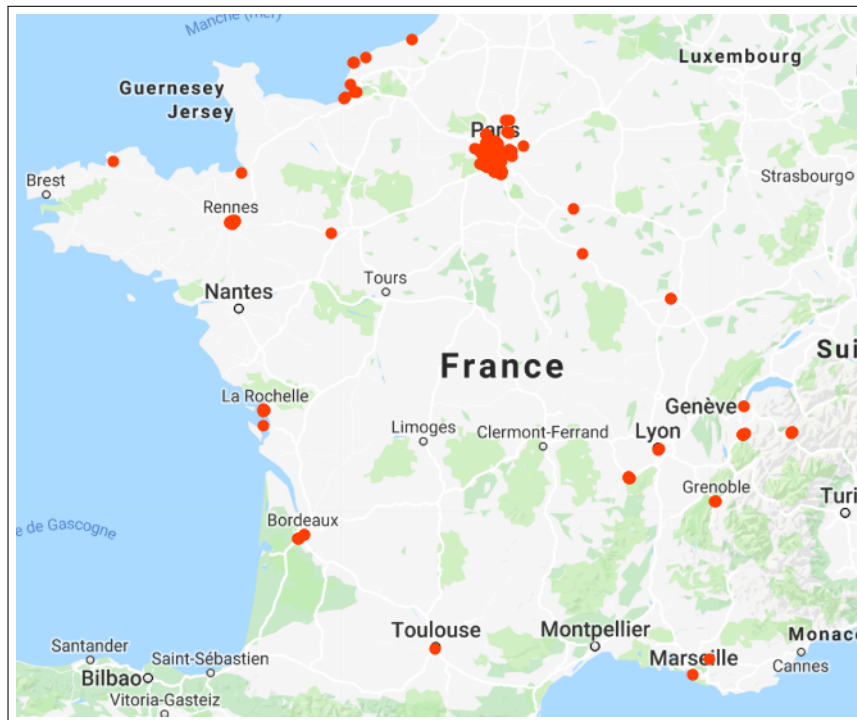 Manche (mer)
Luxembourg
Guernesey
Jersey
Paris
Strasbourg
Brest
Rennes
Tours
Nantes
Sui
France
La Rochelle
Genève
Limoges
Clermont-Ferrand
Lyon
Grenoble
Turi
Bordeaux
e de Gascogne
Toulouse
Montpellier
Monaco
Santander
Saint-Sébastien
Marseille
Cannes
Bilbao
Vitoria-Gasteiz